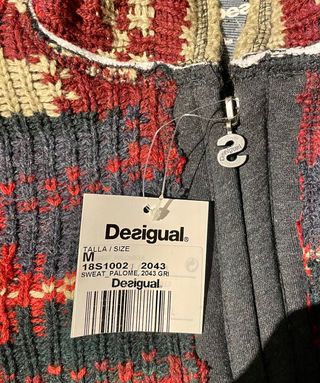 Desigual.
TALLA / SIZE
M
18S1002 2043
SWEAT_PALOME, 2043 GRI
Desigual.